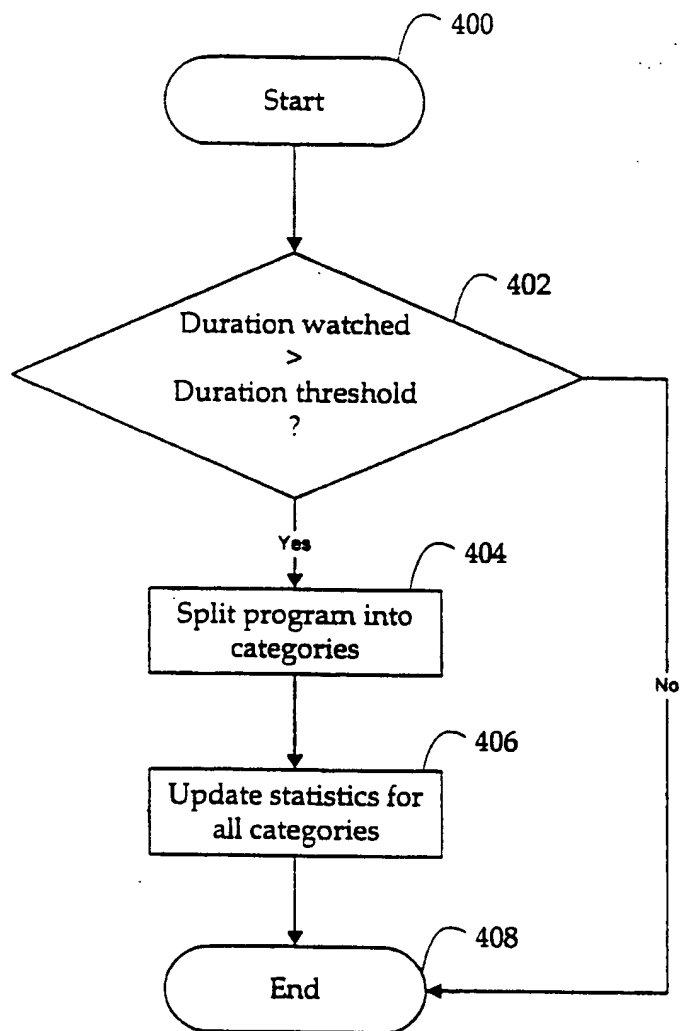 400
Start
402
Duration watched
>
Duration threshold
?
Yes
404
Split program into
categories
No
406
Update statistics for
all categories
408
End